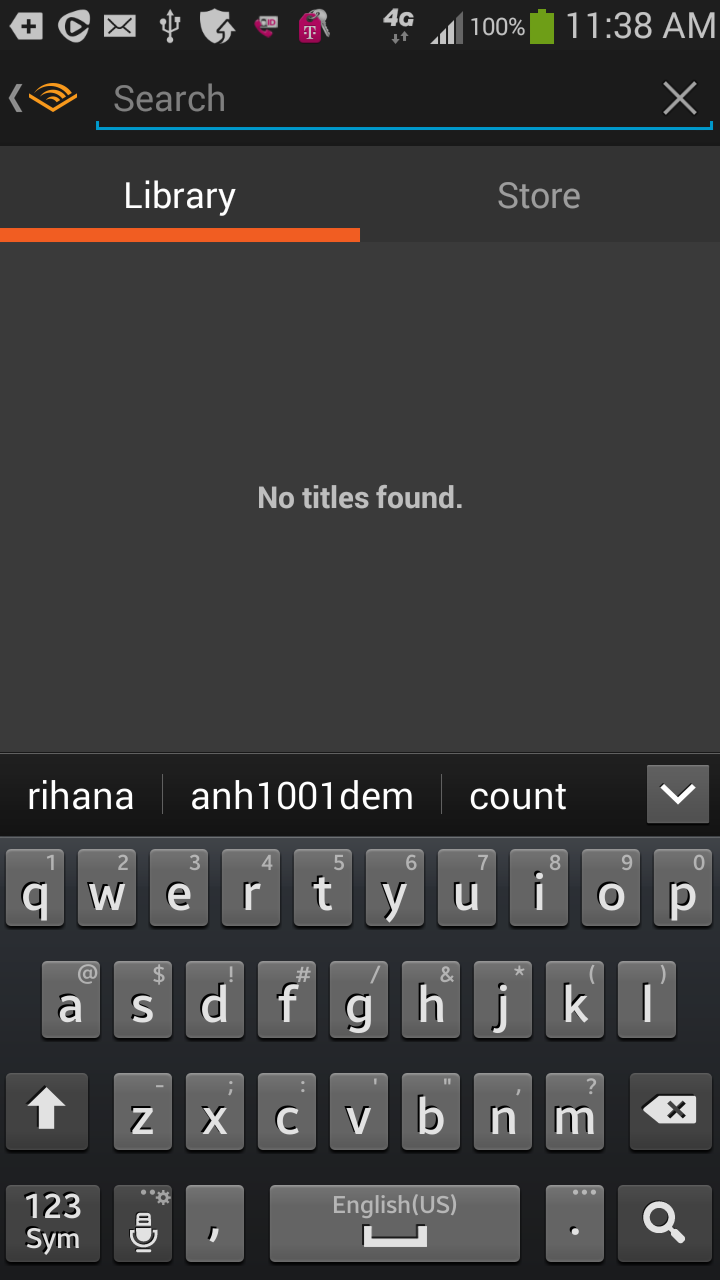 4G 100% 11:38 AM
Search
Library Store
No titles found.
rihana anh1001dem count
1 2 3 4 5 6 7 8 9 0
q w e r t y u i o p
@ $ ! # / & * ( )
a s d f g h j k l
- ; : ' " , ?
z x c v b n m
123 English(US)
Sym , .